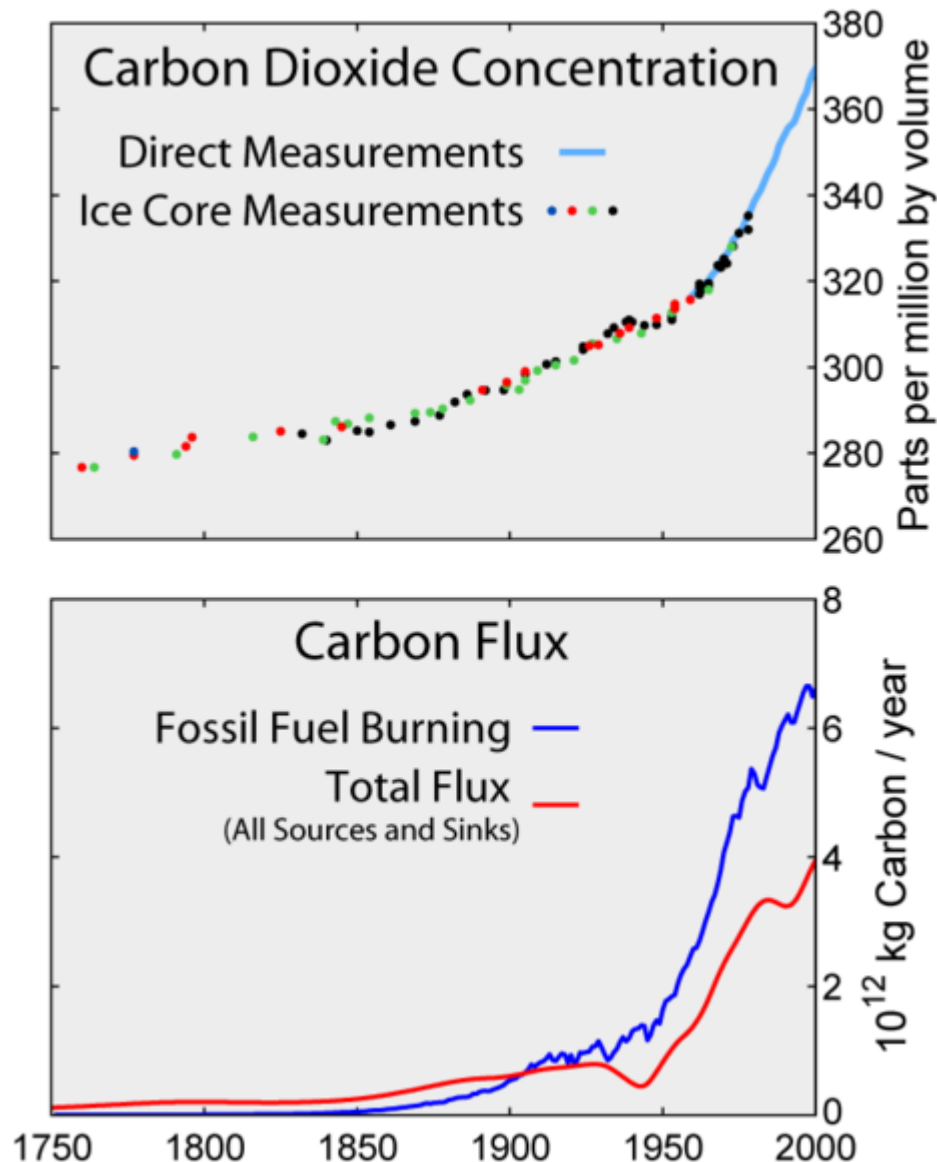 Carbon Dioxide Concentration
Direct Measurements
Ice Core Measurements
380
360
340
320
300
280
260
Parts per million by volume
Carbon Flux
Fossil Fuel Burning
Total Flux
(All Sources and Sinks)
8
6
4
2
0
10¹² kg Carbon / year
1750 1800 1850 1900 1950 2000